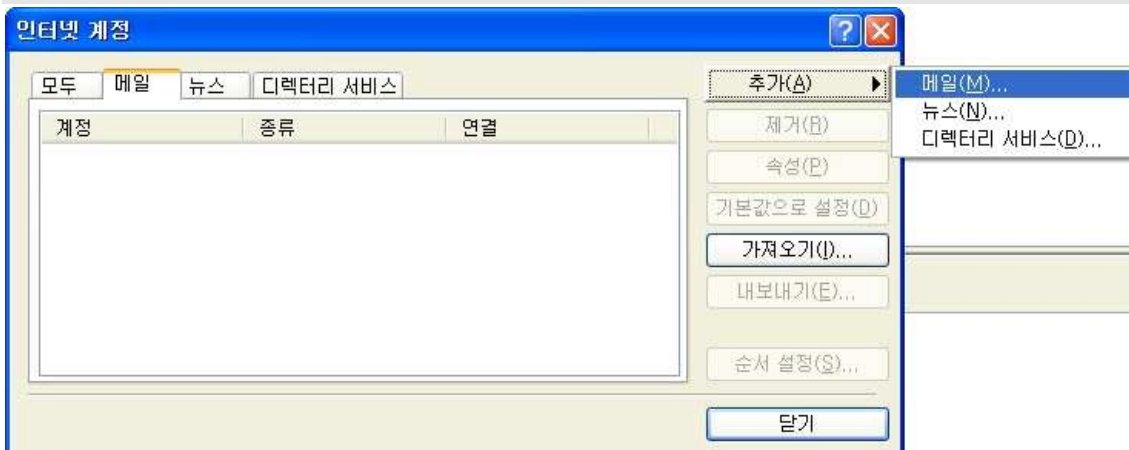 인터넷 계정
모두 메일 뉴스 디렉터리 서비스
계정 종류 연결
추가(A)
제거(R)
속성(P)
기본값으로 설정(D)
가져오기(I)...
내보내기(E)...
순서 설정(S)...
닫기
메일(M)...
뉴스(N)...
디렉터리 서비스(D)...